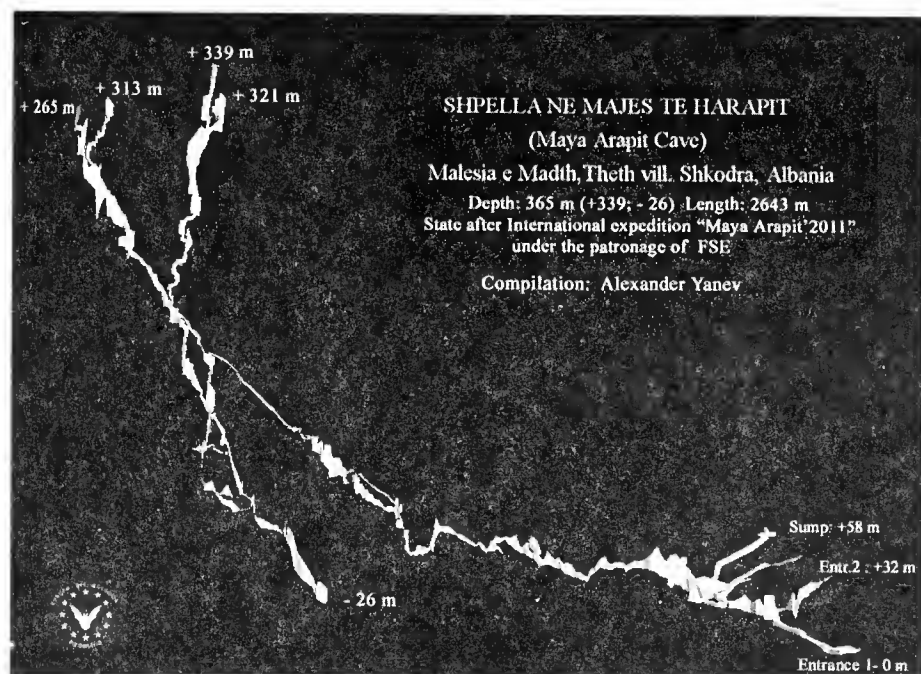 + 339 m
+ 313 m
+ 265 m
+ 321 m
SHPELLA NE MAJES TE HARAPIT
(Maya Arapit Cave)
Malesia e Madth, Theth vill. Shkodra, Albania
Depth: 365 m (+339; - 26) Length: 2643 m
State after International expedition "Maya Arapit'2011"
under the patronage of FSE
Compilation: Alexander Yanev
Sump: +58 m
Entr.2 : +32 m
- 26 m
Entrance 1- 0 m